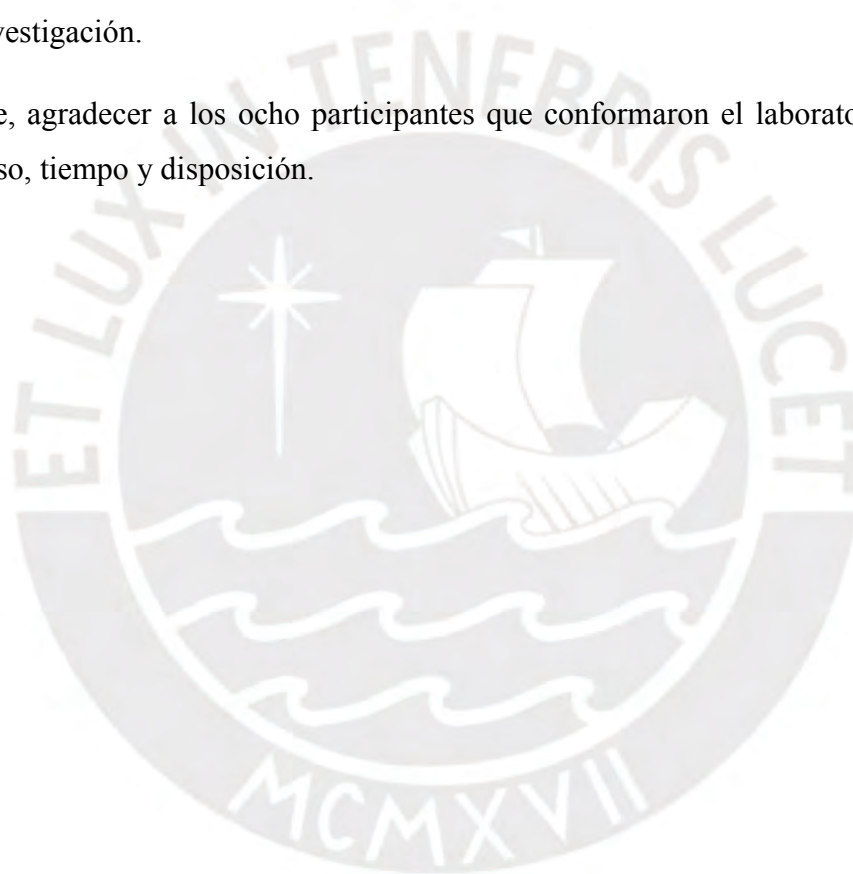 vestigación.
e, agradecer a los ocho participantes que conformaron el laborato
so, tiempo y disposición.
ET LUX IN TENEBRIS LUCET
MCMXVII